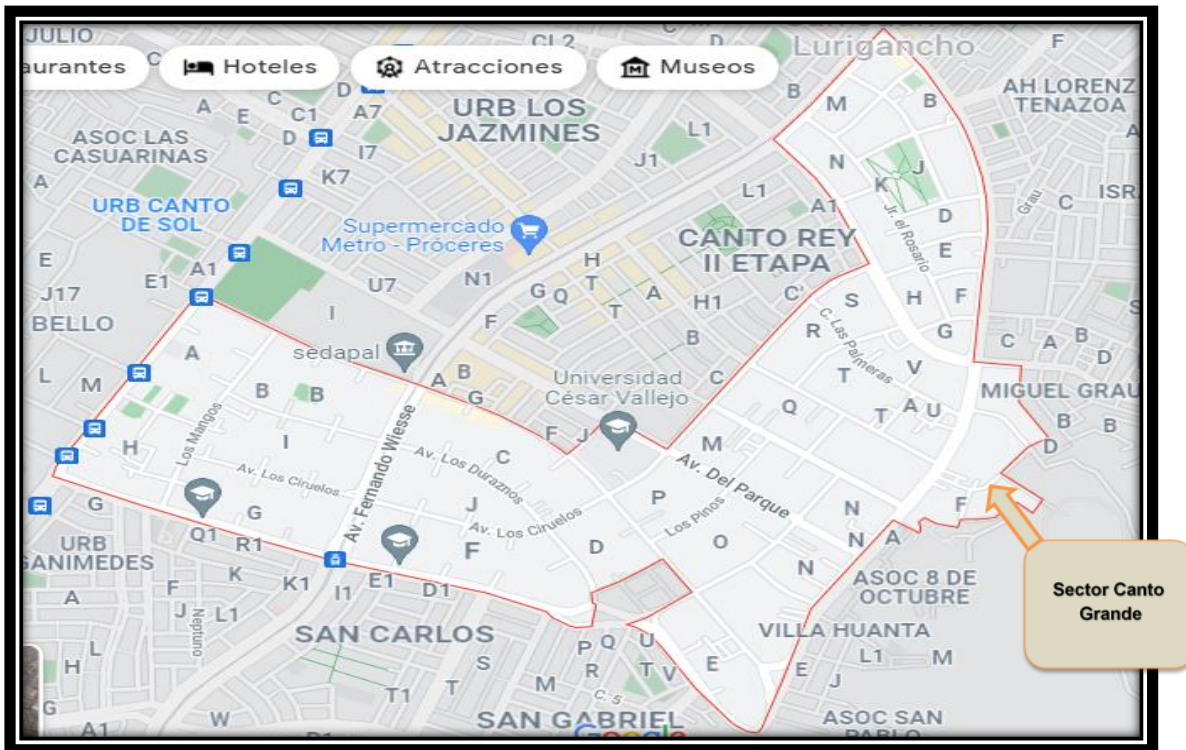 JULIO
CL 2
D
Lurigancho
F
aurantes
Hoteles
Atracciones
Museos
C
D
C
E
C1
A
D
A7
I7
K7
URB LOS
JAZMINES
ASOC LAS
CASUARINAS
A
J1
L1
L1
A1
B
M
B
N
J
K
D
E
Jr. el Rosario
AH LORENZ
TENAZOA
A
Grau
C
ISR
URB CANTO
DE SOL
Supermercado
Metro - Próceres
CANTO REY
II ETAPA
E
J17
BELLO
E1
A1
I
U7
N1
F
G
Q
H
T
T
A
H1
C'
B
S
R
H
F
G
C. Las Palmeras
T
V
C
A
B
D
sedapal
L
M
A
B
B
A
B
G
Universidad
César Vallejo
C
Q
T
A
U
MIGUEL GRAU
B
B
D
H
I
Los Mangos
Av. Los Ciruelos
Av. Fernando Wiesse
Av. Los Duraznos
C
F
J
M
Av. Del Parque
G
G
J
Av. Los Ciruelos
F
D
P
Los Pinos
O
N
N
N
A
F
Q1
R1
URB
GANIMEDES
A
F
K
K1
I1
E1
D1
J
L1
Neptuno
ASOC 8 DE
OCTUBRE
Sector Canto
Grande
SAN CARLOS
VILLA HUANTA
L
H
G
A1
W
T1
T
S
M
P
Q
U
R
T
V
C. 5
E
E
J
L1
M
SAN GABRIEL
Google
ASOC SAN
PABLO